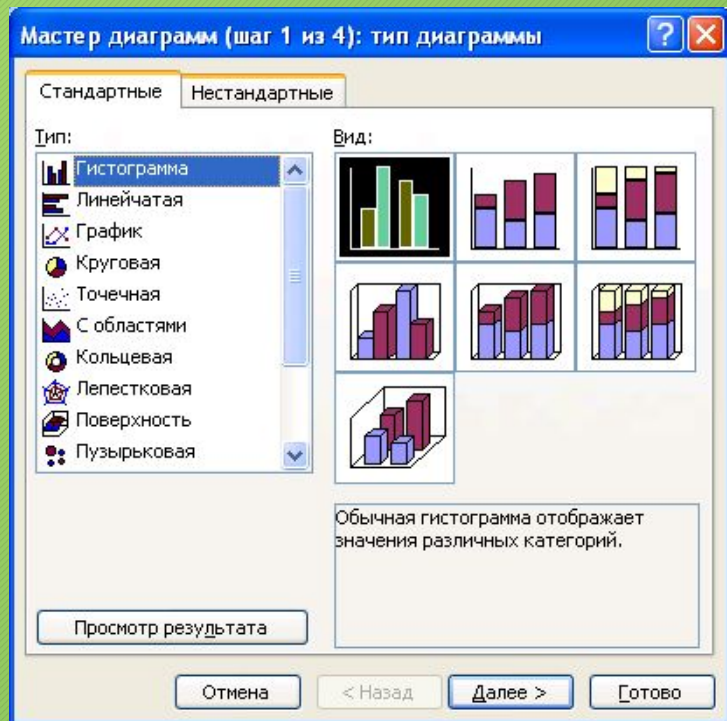 Мастер диаграмм (шаг 1 из 4): тип диаграммы
Стандартные
Нестандартные
Тип:
Гистограмма
Линейчатая
График
Круговая
Точечная
С областями
Кольцевая
Лепестковая
Поверхность
Пузырьковая
Вид:
Обычная гистограмма отображает
значения различных категорий.
Просмотр результата
Отмена
< Назад
Далее >
Готово